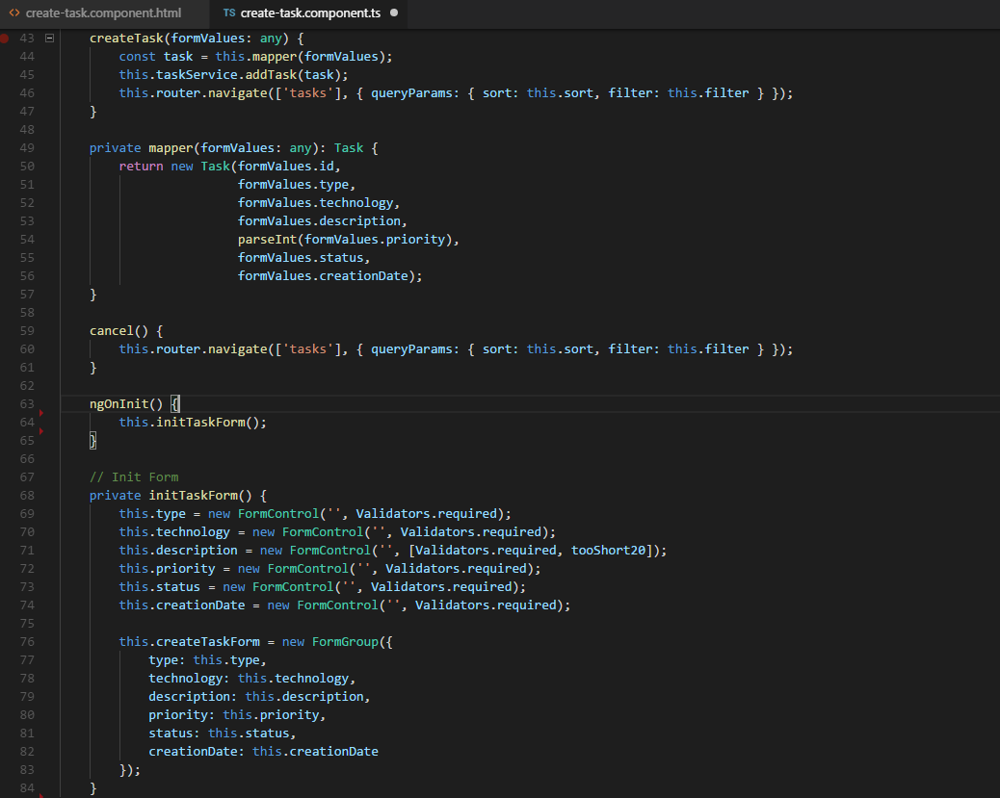 create-task.component.html TS create-task.component.ts
43 createTask(formValues: any) {
44 const task = this.mapper(formValues);
45 this.taskService.addTask(task);
46 this.router.navigate(['tasks'], { queryParams: { sort: this.sort, filter: this.filter } });
47 }
48
49 private mapper(formValues: any): Task {
50 return new Task(formValues.id,
51 formValues.type,
52 formValues.technology,
53 formValues.description,
54 parseInt(formValues.priority),
55 formValues.status,
56 formValues.creationDate);
57 }
58
59 cancel() {
60 this.router.navigate(['tasks'], { queryParams: { sort: this.sort, filter: this.filter } });
61 }
62
63 ngOnInit() {
64 this.initTaskForm();
65 }
66
67 // Init Form
68 private initTaskForm() {
69 this.type = new FormControl('', Validators.required);
70 this.technology = new FormControl('', Validators.required);
71 this.description = new FormControl('', [Validators.required, tooShort20]);
72 this.priority = new FormControl('', Validators.required);
73 this.status = new FormControl('', Validators.required);
74 this.creationDate = new FormControl('', Validators.required);
75
76 this.createTaskForm = new FormGroup({
77 type: this.type,
78 technology: this.technology,
79 description: this.description,
80 priority: this.priority,
81 status: this.status,
82 creationDate: this.creationDate
83 });
84 }